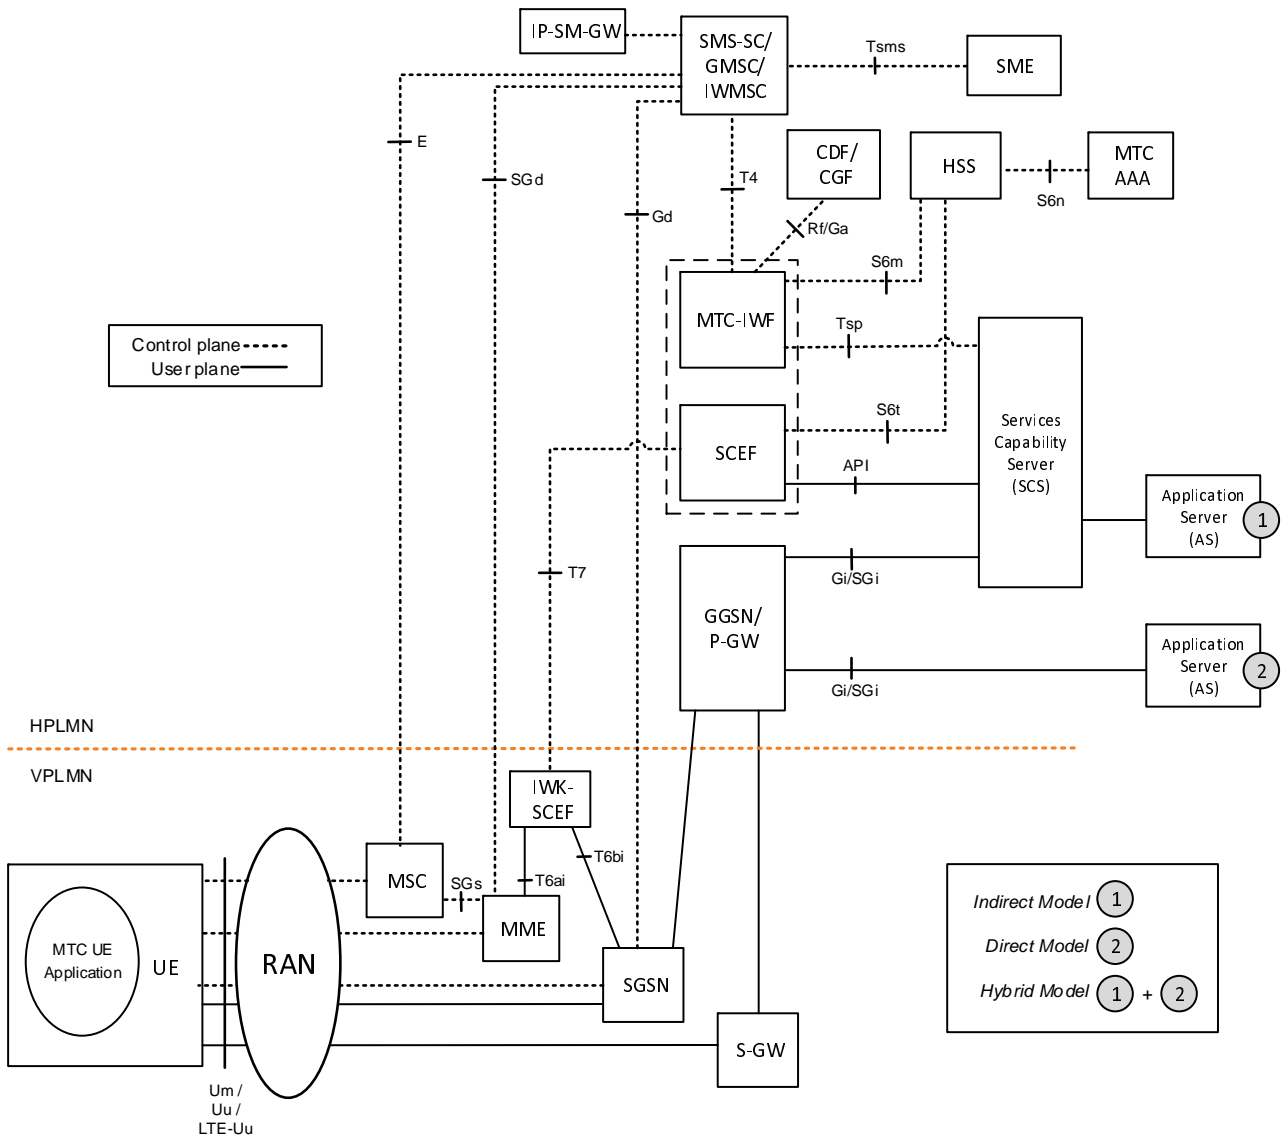 IP-SM-GW
SMS-SC/
GMSC/
IWMSC
Tsms
SME
E
SGd
Gd
T4
CDF/
CGF
Rf/Ga
HSS
S6n
MTC
AAA
S6m
MTC-IWF
Tsp
Control plane
User plane
S6t
SCEF
API
Services
Capability
Server
(SCS)
Application
Server
(AS)
1
T7
Gi/SGi
GGSN/
P-GW
Gi/SGi
Application
Server
(AS)
2
HPLMN
VPLMN
IWK-
SCEF
T6ai
T6bi
MSC
SGs
MME
SGSN
S-GW
MTC UE
Application
UE
RAN
Um /
Uu /
LTE-Uu
Indirect Model 1
Direct Model 2
Hybrid Model 1 + 2